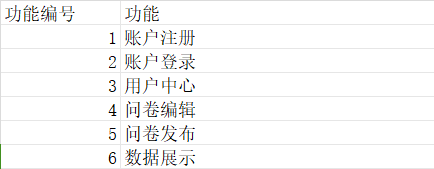 功能编号 功能
1 账户注册
2 账户登录
3 用户中心
4 问卷编辑
5 问卷发布
6 数据展示